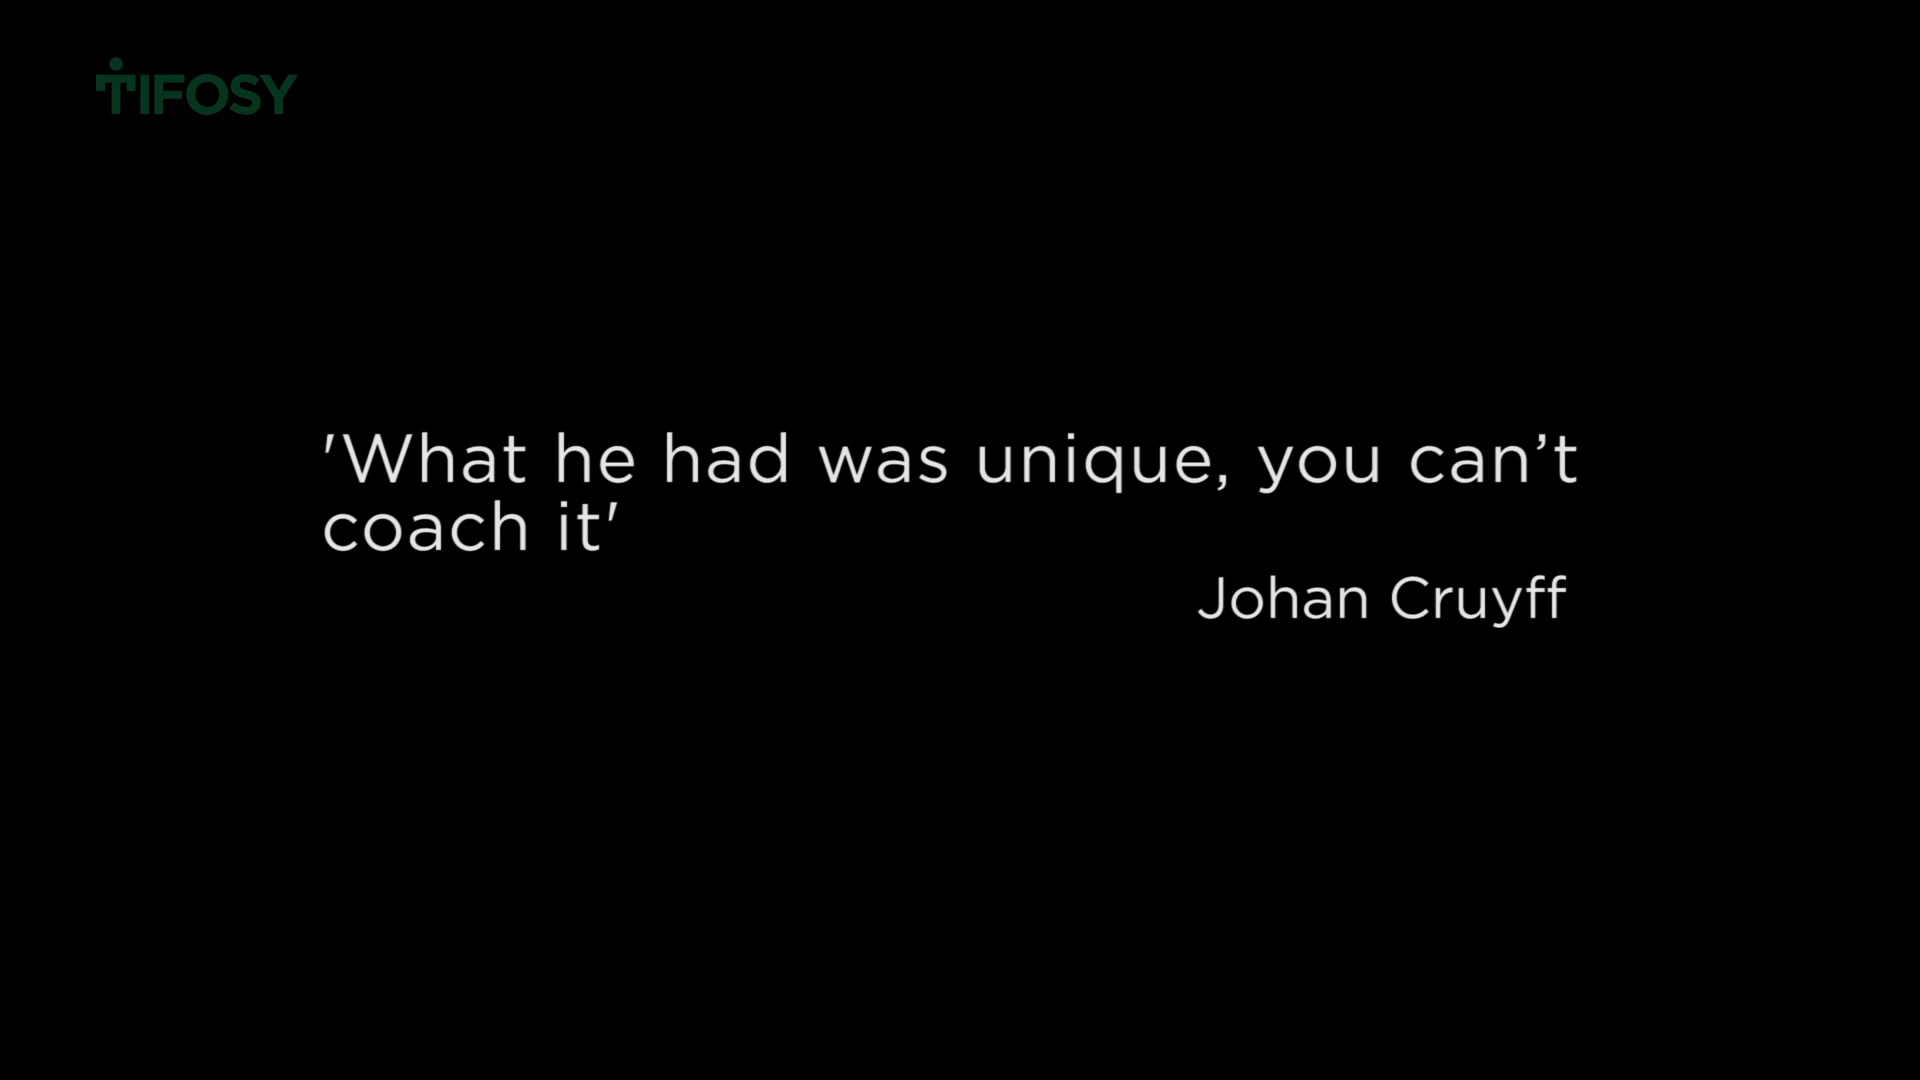 TIFOSY
'What he had was unique, you can’t
coach it'
Johan Cruyff